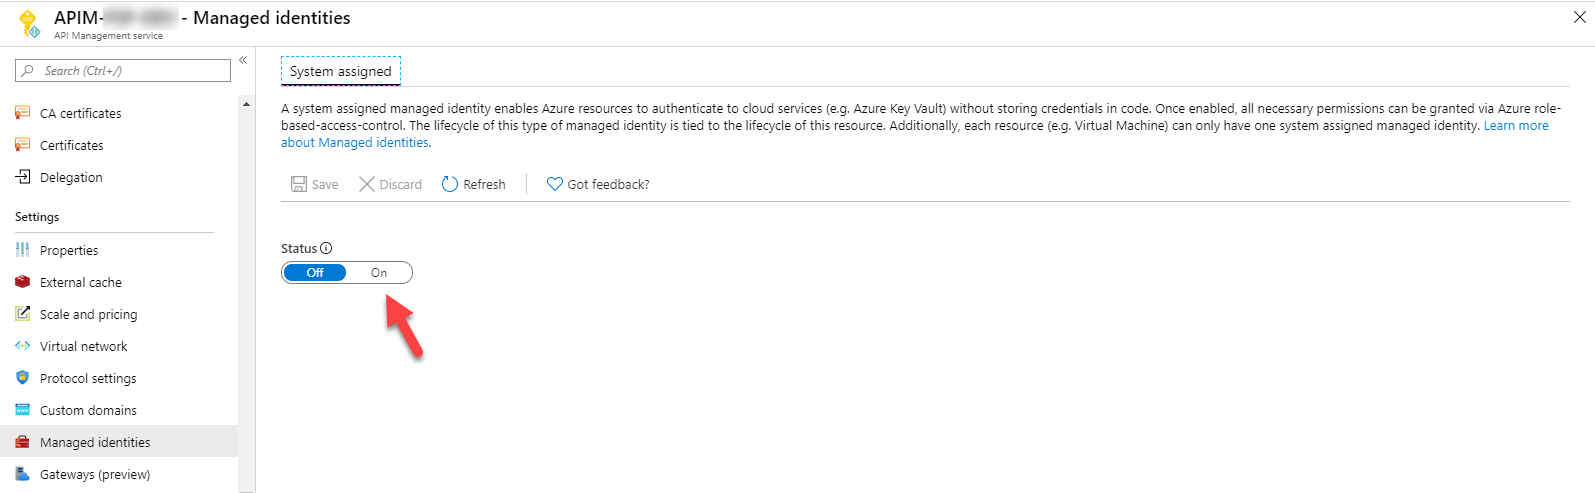 APIM- - Managed identities
API Management service
Search (Ctrl+/)
CA certificates
Certificates
Delegation
Settings
Properties
External cache
Scale and pricing
Virtual network
Protocol settings
Custom domains
Managed identities
Gateways (preview)
System assigned
A system assigned managed identity enables Azure resources to authenticate to cloud services (e.g. Azure Key Vault) without storing credentials in code. Once enabled, all necessary permissions can be granted via Azure role-
based-access-control. The lifecycle of this type of managed identity is tied to the lifecycle of this resource. Additionally, each resource (e.g. Virtual Machine) can only have one system assigned managed identity. Learn more
about Managed identities.
Save Discard Refresh Got feedback?
Status
Off On